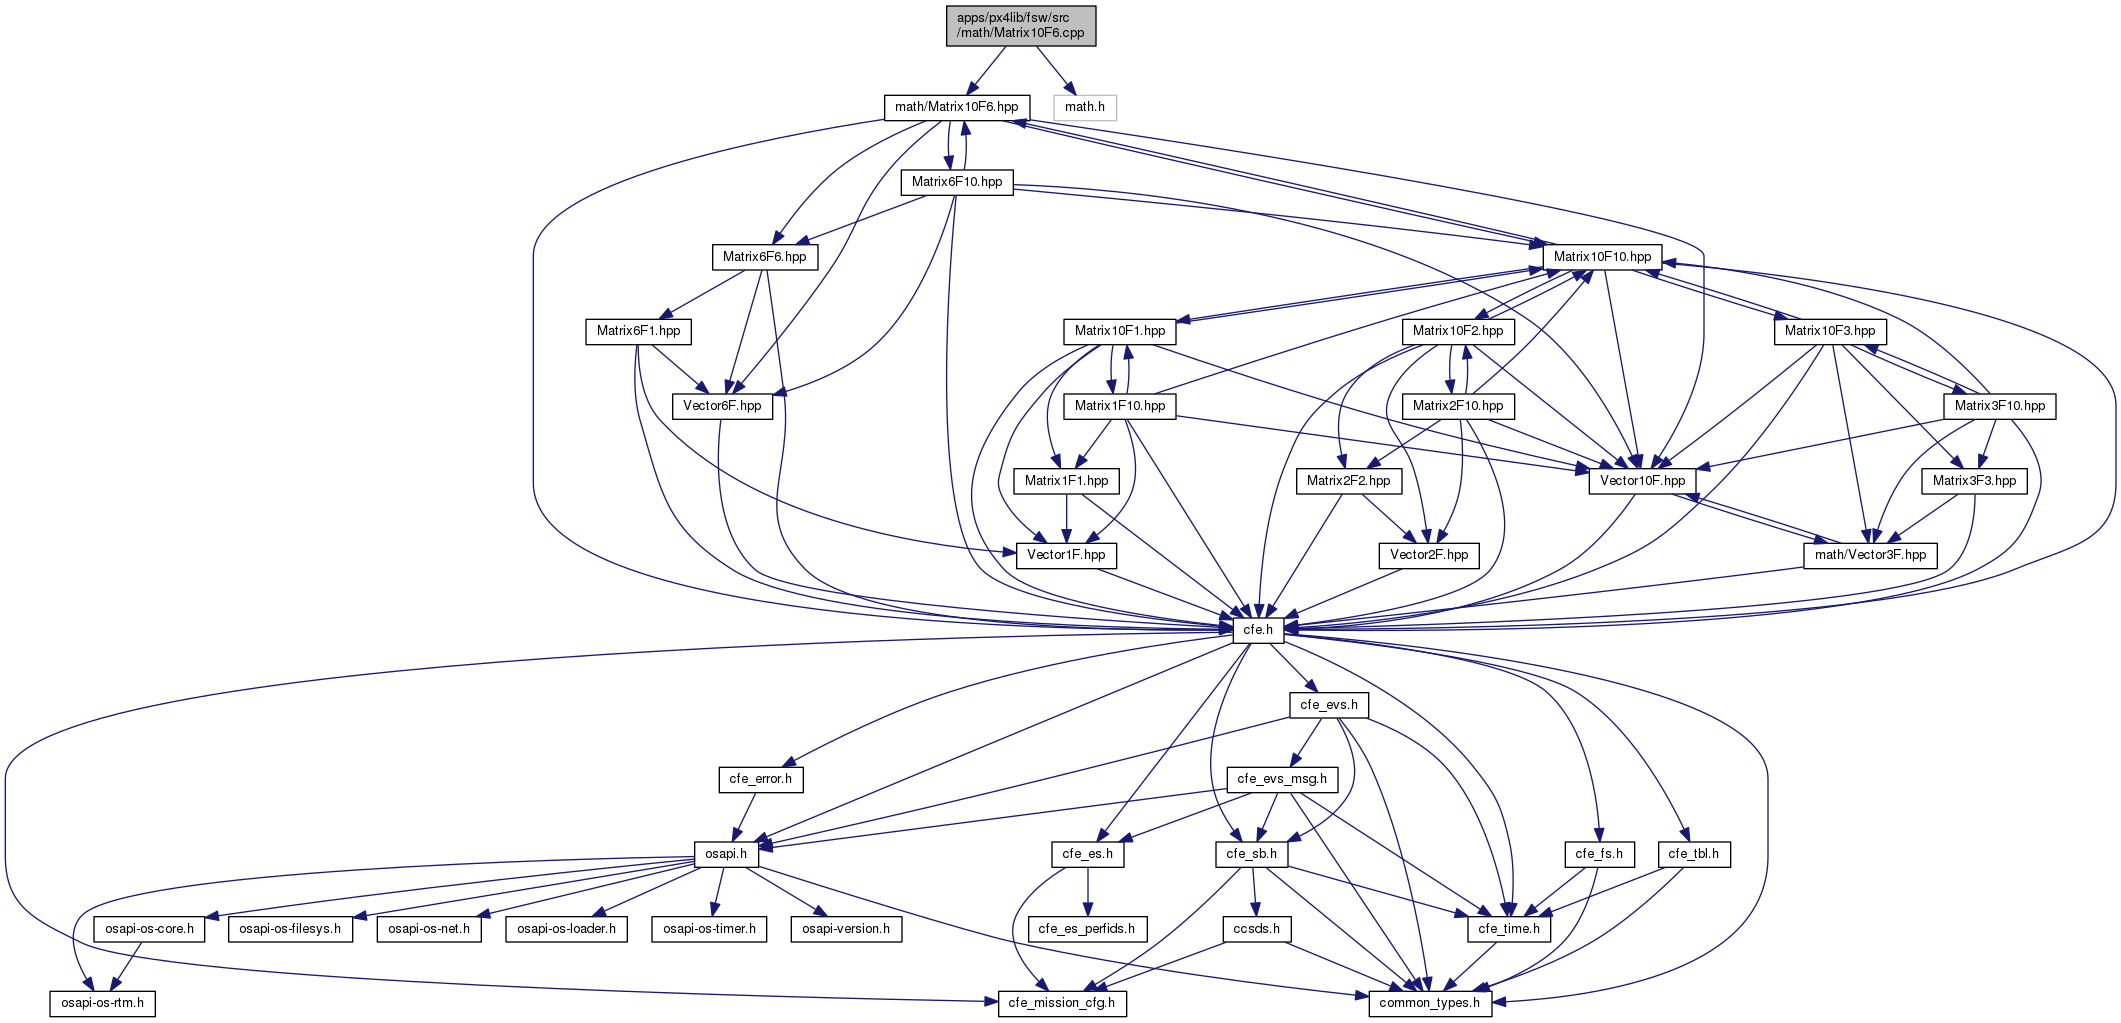 apps/px4lib/fsw/src
/math/Matrix10F6.cpp
math/Matrix10F6.hpp
math.h
Matrix6F10.hpp
Matrix6F6.hpp
Matrix10F10.hpp
Matrix6F1.hpp
Matrix10F1.hpp
Matrix10F2.hpp
Matrix10F3.hpp
Vector6F.hpp
Matrix1F10.hpp
Matrix2F10.hpp
Matrix3F10.hpp
Matrix1F1.hpp
Matrix2F2.hpp
Vector10F.hpp
Matrix3F3.hpp
Vector1F.hpp
Vector2F.hpp
math/Vector3F.hpp
cfe.h
cfe_evs.h
cfe_error.h
cfe_evs_msg.h
osapi.h
cfe_es.h
cfe_sb.h
cfe_fs.h
cfe_tbl.h
osapi-os-core.h
osapi-os-filesys.h
osapi-os-net.h
osapi-os-loader.h
osapi-os-timer.h
osapi-version.h
cfe_es_perfids.h
ccsds.h
cfe_time.h
osapi-os-rtm.h
cfe_mission_cfg.h
common_types.h